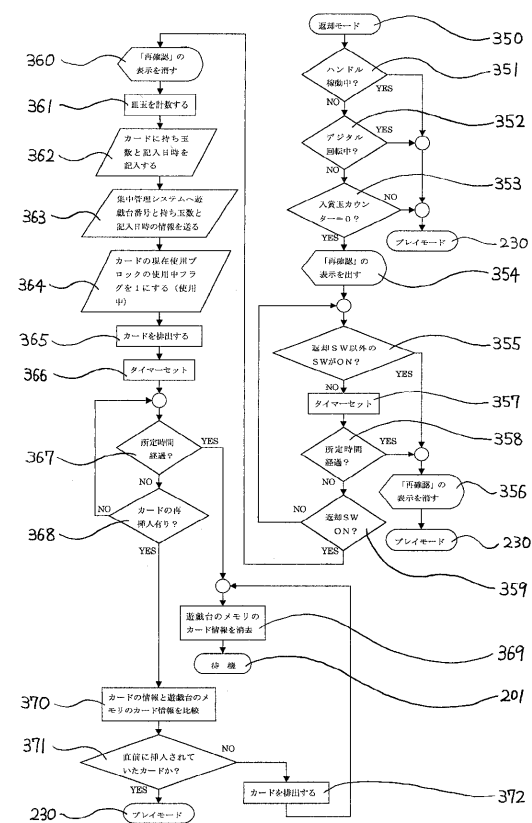 返却モード
350
ハンドル
稼動中？
351
YES
NO
デジタル
回転中？
352
YES
NO
入賞玉カウン
ター＝0？
353
NO
YES
プレイモード
230
「再確認」の
表示を出す
354
返却SW以外の
SWがON？
355
YES
NO
タイマーセット
357
所定時間
経過？
358
YES
NO
「再確認」の
表示を消す
356
プレイモード
230
返却SW
ON？
359
NO
YES
360
「再確認」の
表示を消す
361
皿玉を計数する
362
カードに持ち玉
数と記入日時を
記入する
363
集中管理システムへ遊
戯台番号と持ち玉数と
記入日時の情報を送る
364
カードの現在使用ブ
ロックの使用中フラ
グを1にする（使用
中）
365
カードを排出する
366
タイマーセット
367
所定時間
経過？
YES
NO
368
カードの再
挿入有り？
NO
YES
遊戯台のメモリの
カード情報を消去
369
待機
201
370
カードの情報と遊戯台のメ
モリのカード情報を比較
371
直前に挿入されて
いたカードか？
NO
YES
カードを排出する
372
230
プレイモード